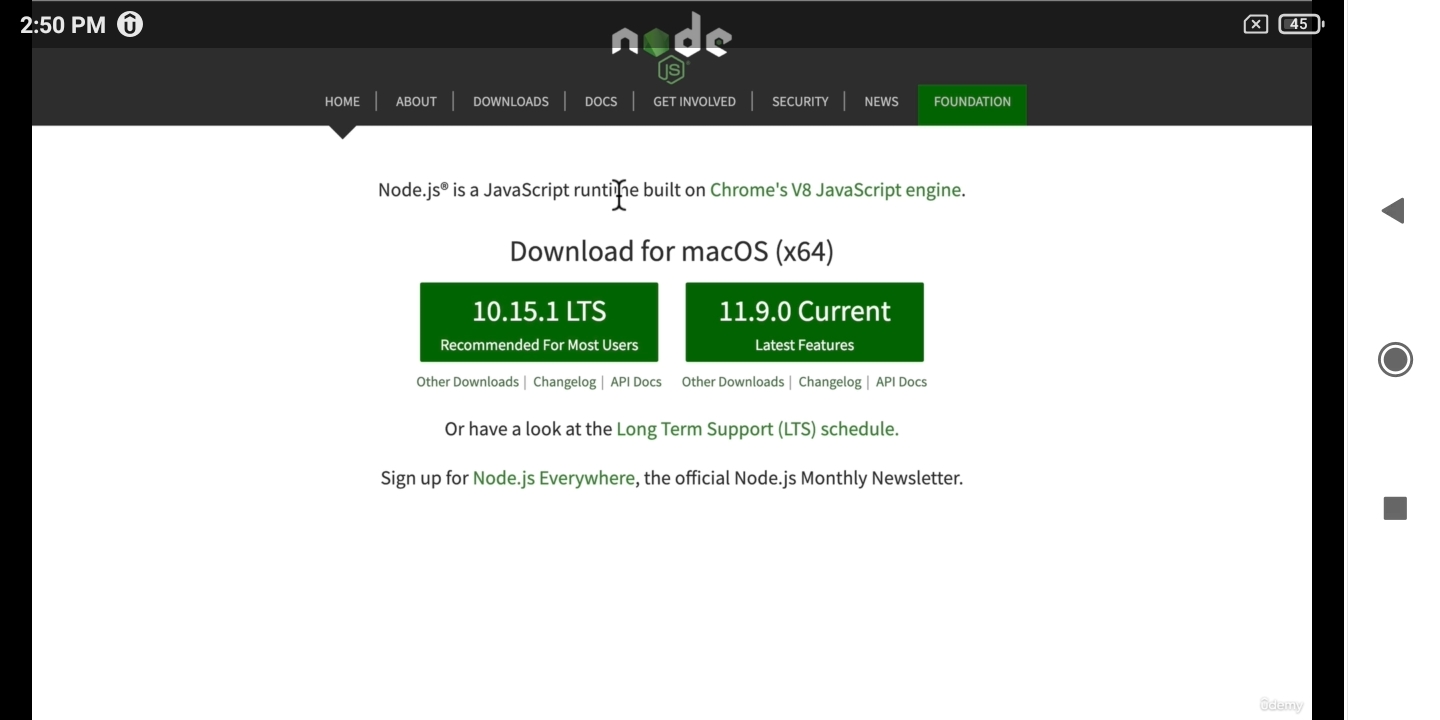 2:50 PM
45
node
JS
HOME | ABOUT | DOWNLOADS | DOCS | GET INVOLVED | SECURITY | NEWS | FOUNDATION
Node.js® is a JavaScript runtime built on Chrome's V8 JavaScript engine.
Download for macOS (x64)
10.15.1 LTS
Recommended For Most Users
11.9.0 Current
Latest Features
Other Downloads | Changelog | API Docs
Other Downloads | Changelog | API Docs
Or have a look at the Long Term Support (LTS) schedule.
Sign up for Node.js Everywhere, the official Node.js Monthly Newsletter.
ûdemy